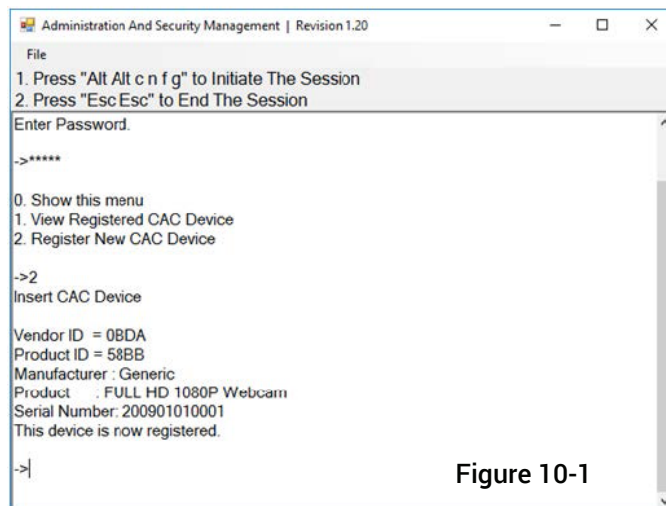 Administration And Security Management | Revision 1.20
File
1. Press "Alt Alt c n f g" to Initiate The Session
2. Press "Esc Esc" to End The Session
Enter Password.
->*****
0. Show this menu
1. View Registered CAC Device
2. Register New CAC Device
->2
Insert CAC Device
Vendor ID = 0BDA
Product ID = 58BB
Manufacturer : Generic
Product : FULL HD 1080P Webcam
Serial Number: 200901010001
This device is now registered.
->
Figure 10-1